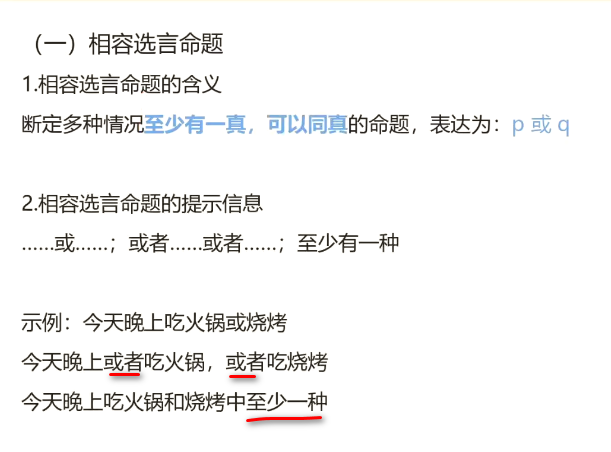 （一）相容选言命题
1.相容选言命题的含义
断定多种情况至少有一真，可以同真的命题，表达为：p 或 q
2.相容选言命题的提示信息
……或……；或者……或者……；至少有一种
示例：今天晚上吃火锅或烧烤
今天晚上或者吃火锅，或者吃烧烤
今天晚上吃火锅和烧烤中至少一种